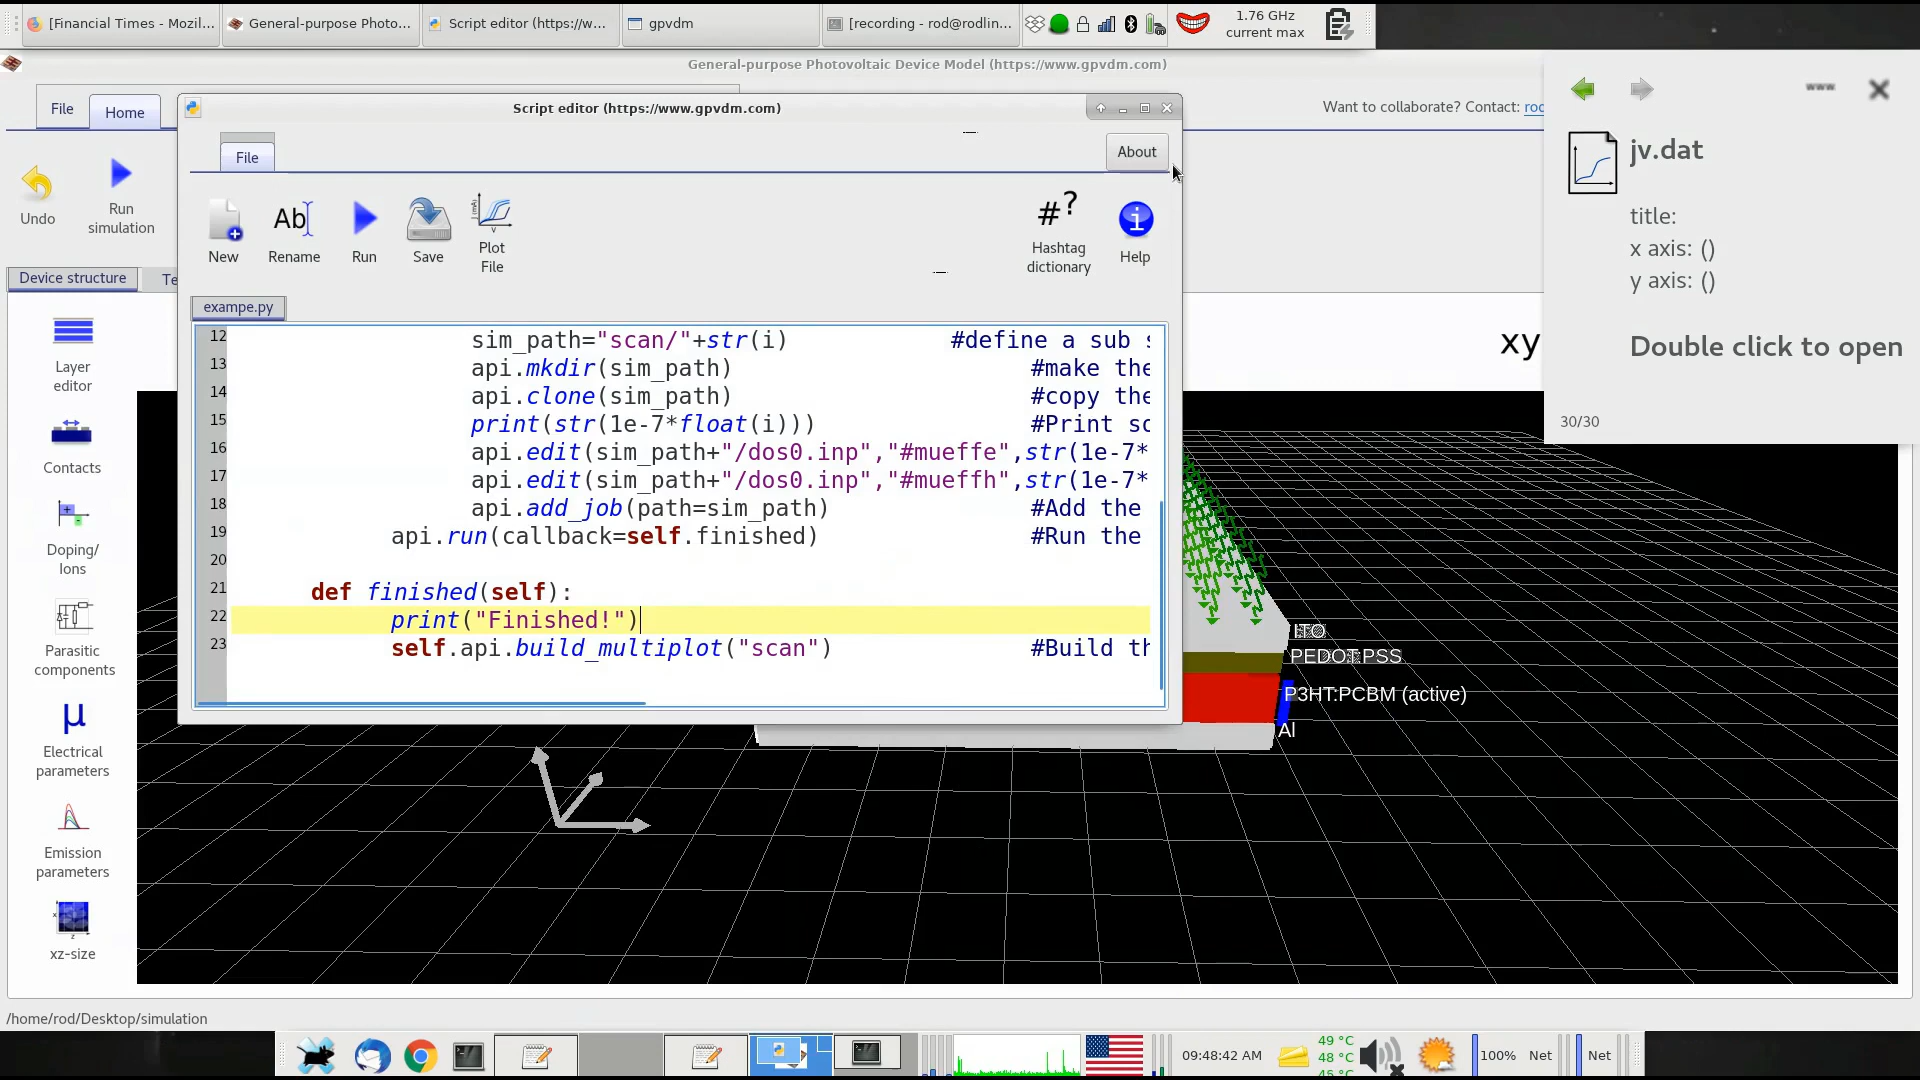 [Financial Times - Mozil...
General-purpose Photo...
Script editor (https://w...
gpvdm
[recording - rod@rodlin...
1.76 GHz
current max
General-purpose Photovoltaic Device Model (https://www.gpvdm.com)
File
Home
Want to collaborate? Contact:
Script editor (https://www.gpvdm.com)
File
About
www
jv.dat
title:
x axis: ()
y axis: ()
Double click to open
30/30
Undo
Run
simulation
New
Rename
Run
Save
Plot
File
Hashtag
dictionary
Help
Device structure
exampe.py
12 sim_path="scan/"+str(i) #define a sub
13 api.mkdir(sim_path) #make the
14 api.clone(sim_path) #copy the
15 print(str(1e-7*float(i))) #Print
16 api.edit(sim_path+"/dos0.inp","#mueffe",str(1e-7*
17 api.edit(sim_path+"/dos0.inp","#mueffh",str(1e-7*
18 api.add_job(path=sim_path) #Add the
19 api.run(callback=self.finished) #Run the
20
21 def finished(self):
22 print("Finished!")
23 self.api.build_multiplot("scan") #Build
xy
Layer
editor
Contacts
Doping/
Ions
Parasitic
components
μ
Electrical
parameters
Emission
parameters
xz-size
ITO
PEDOT:PSS
P3HT:PCBM (active)
Al
/home/rod/Desktop/simulation
09:48:42 AM
49 °C
48 °C
100%
Net
Net